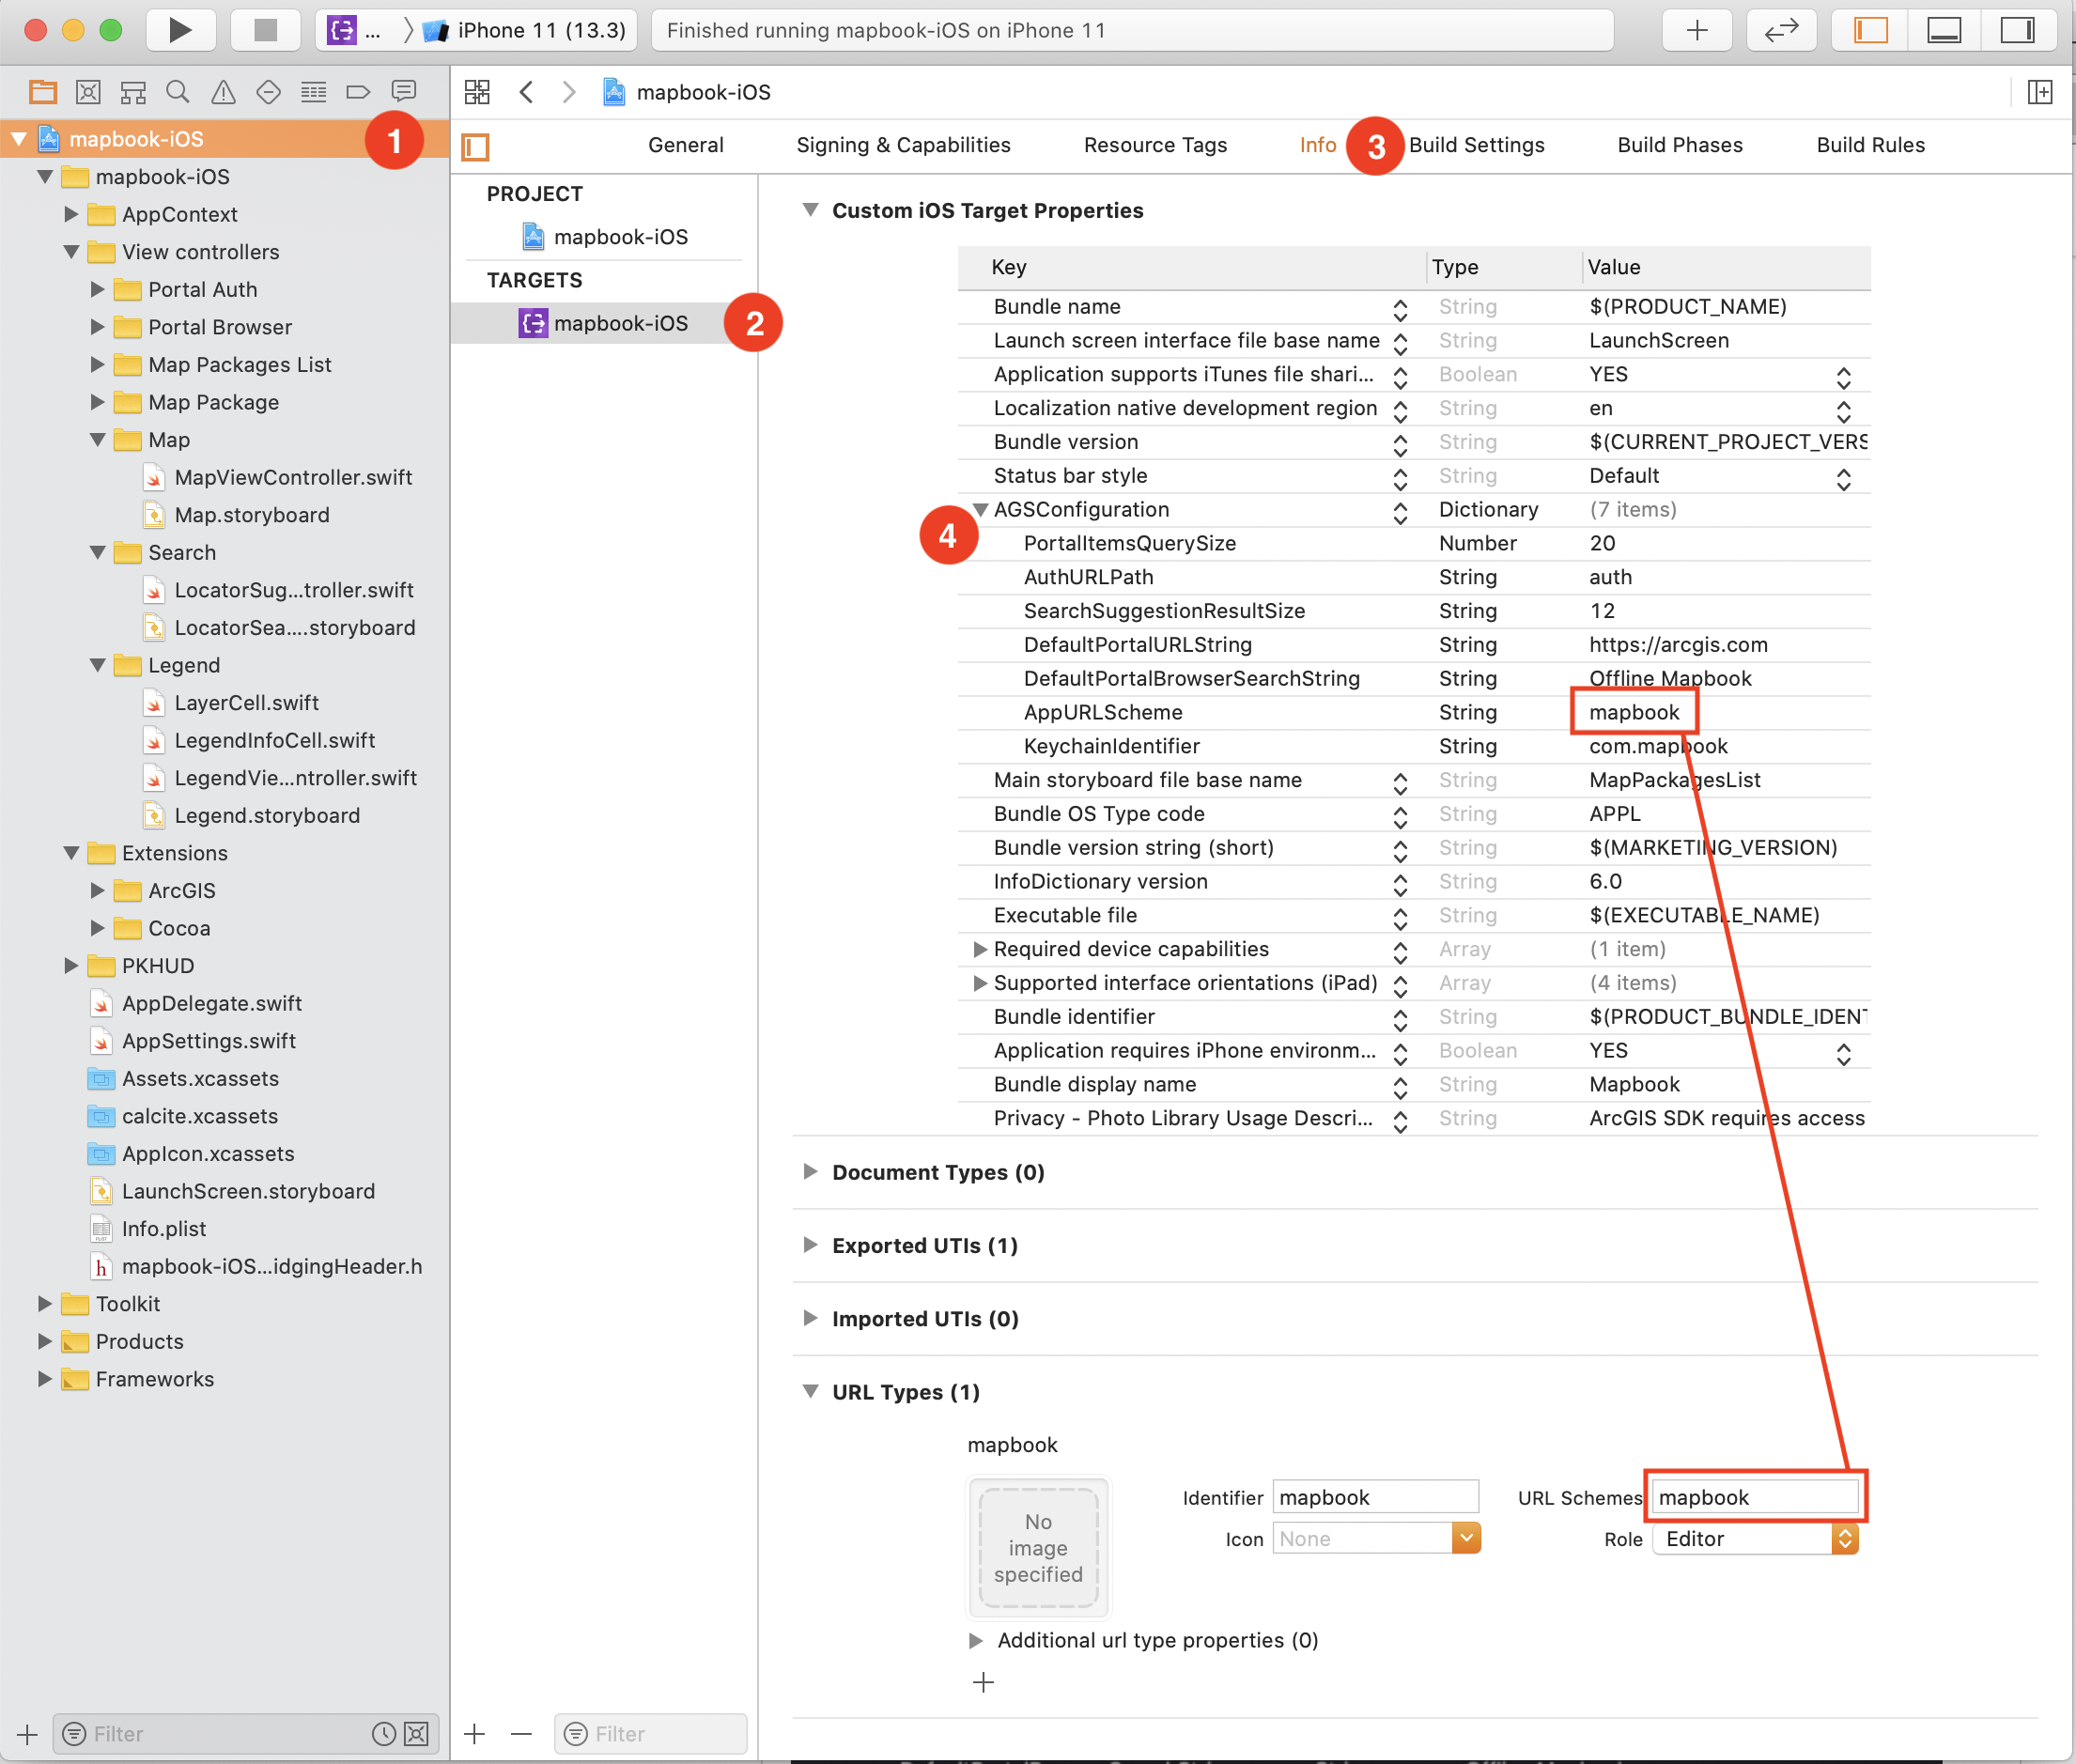 ... iPhone 11 (13.3)
Finished running mapbook-iOS on iPhone 11
mapbook-iOS
mapbook-iOS
1
General
Signing & Capabilities
Resource Tags
Info
3
Build Settings
Build Phases
Build Rules
mapbook-iOS
AppContext
View controllers
Portal Auth
Portal Browser
Map Packages List
Map Package
Map
MapViewController.swift
Map.storyboard
Search
LocatorSug...troller.swift
LocatorSea....storyboard
Legend
LayerCell.swift
LegendInfoCell.swift
LegendVie...ntroller.swift
Legend.storyboard
Extensions
ArcGIS
Cocoa
PKHUD
AppDelegate.swift
AppSettings.swift
Assets.xcassets
calcite.xcassets
AppIcon.xcassets
LaunchScreen.storyboard
Info.plist
h mapbook-iOS...idgingHeader.h
Toolkit
Products
Frameworks
Filter
PROJECT
mapbook-iOS
TARGETS
mapbook-iOS
2
Filter
Custom iOS Target Properties
Key Type Value
Bundle name String $(PRODUCT_NAME)
Launch screen interface file base name String LaunchScreen
Application supports iTunes file shari... Boolean YES
Localization native development region String en
Bundle version String $(CURRENT_PROJECT_VERS
Status bar style String Default
AGSConfiguration Dictionary (7 items)
4
PortalItemsQuerySize Number 20
AuthURLPath String auth
SearchSuggestionResultSize String 12
DefaultPortalURLString String https://arcgis.com
DefaultPortalBrowserSearchString String Offline Mapbook
AppURLScheme String mapbook
KeychainIdentifier String com.mapbook
Main storyboard file base name String MapPackagesList
Bundle OS Type code String APPL
Bundle version string (short) String $(MARKETING_VERSION)
InfoDictionary version String 6.0
Executable file String $(EXECUTABLE_NAME)
Required device capabilities Array (1 item)
Supported interface orientations (iPad) Array (4 items)
Bundle identifier String $(PRODUCT_BUNDLE_IDENT
Application requires iPhone environm... Boolean YES
Bundle display name String Mapbook
Privacy - Photo Library Usage Descri... String ArcGIS SDK requires access
Document Types (0)
Exported UTIs (1)
Imported UTIs (0)
URL Types (1)
mapbook
No
image
specified
Identifier mapbook URL Schemes mapbook
Icon None Role Editor
Additional url type properties (0)